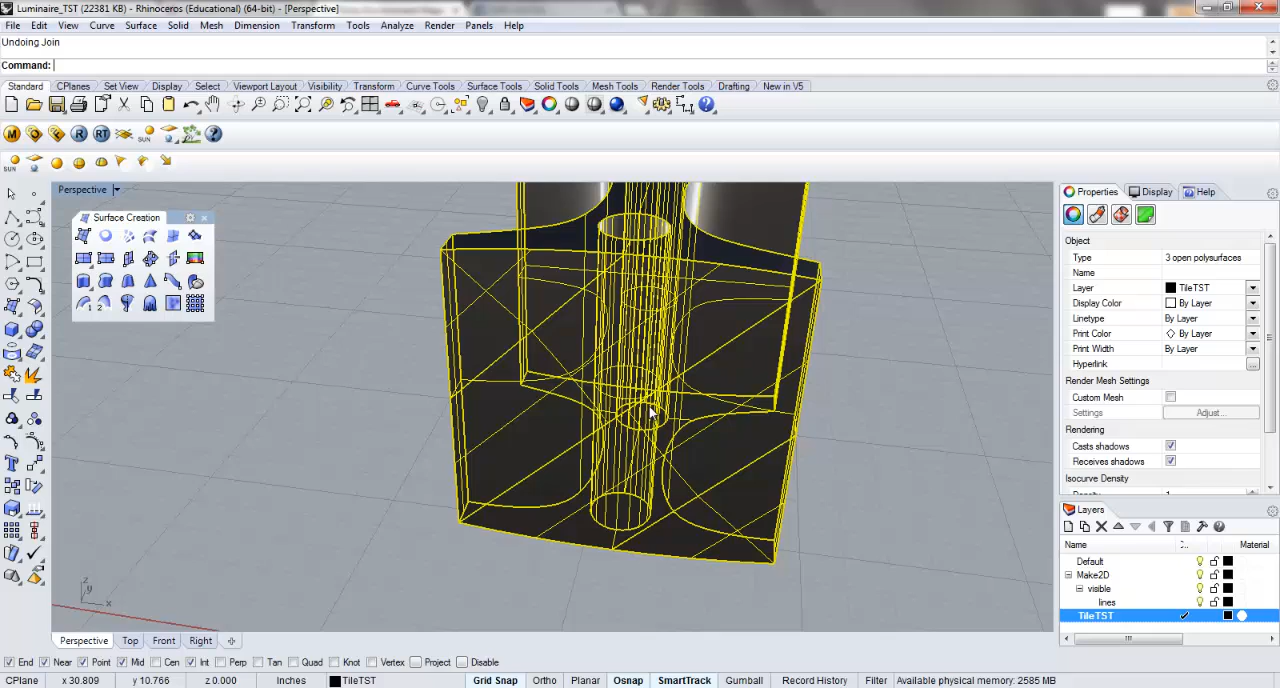 Luminaire_TST (22381 KB) - Rhinoceros (Educational) (64-bit) - [Perspective]
File Edit View Curve Surface Solid Mesh Dimension Transform Tools Analyze Render Panels Help
Undoing Join
Command:
Standard CPlanes Set View Display Select Viewport Layout Visibility Transform Curve Tools Surface Tools Solid Tools Mesh Tools Render Tools Drafting New in V5
M R RT SUN
SUN
Perspective
Surface Creation
Properties Display Help
Object
Type 3 open polysurfaces
Name
Layer TileTST
Display Color By Layer
Linetype By Layer
Print Color By Layer
Print Width By Layer
Hyperlink ...
Render Mesh Settings
Custom Mesh
Settings Adjust...
Rendering
Casts shadows
Receives shadows
Isocurve Density
Layers
Name Material
Default
Make2D
visible
lines
TileTST
z y x
Perspective Top Front Right
End Near Point Mid Cen Int Perp Tan Quad Knot Vertex Project Disable
CPlane x 30.809 y 10.766 z 0.000 Inches TileTST Grid Snap Ortho Planar Osnap SmartTrack Gumball Record History Filter Available physical memory: 2585 MB